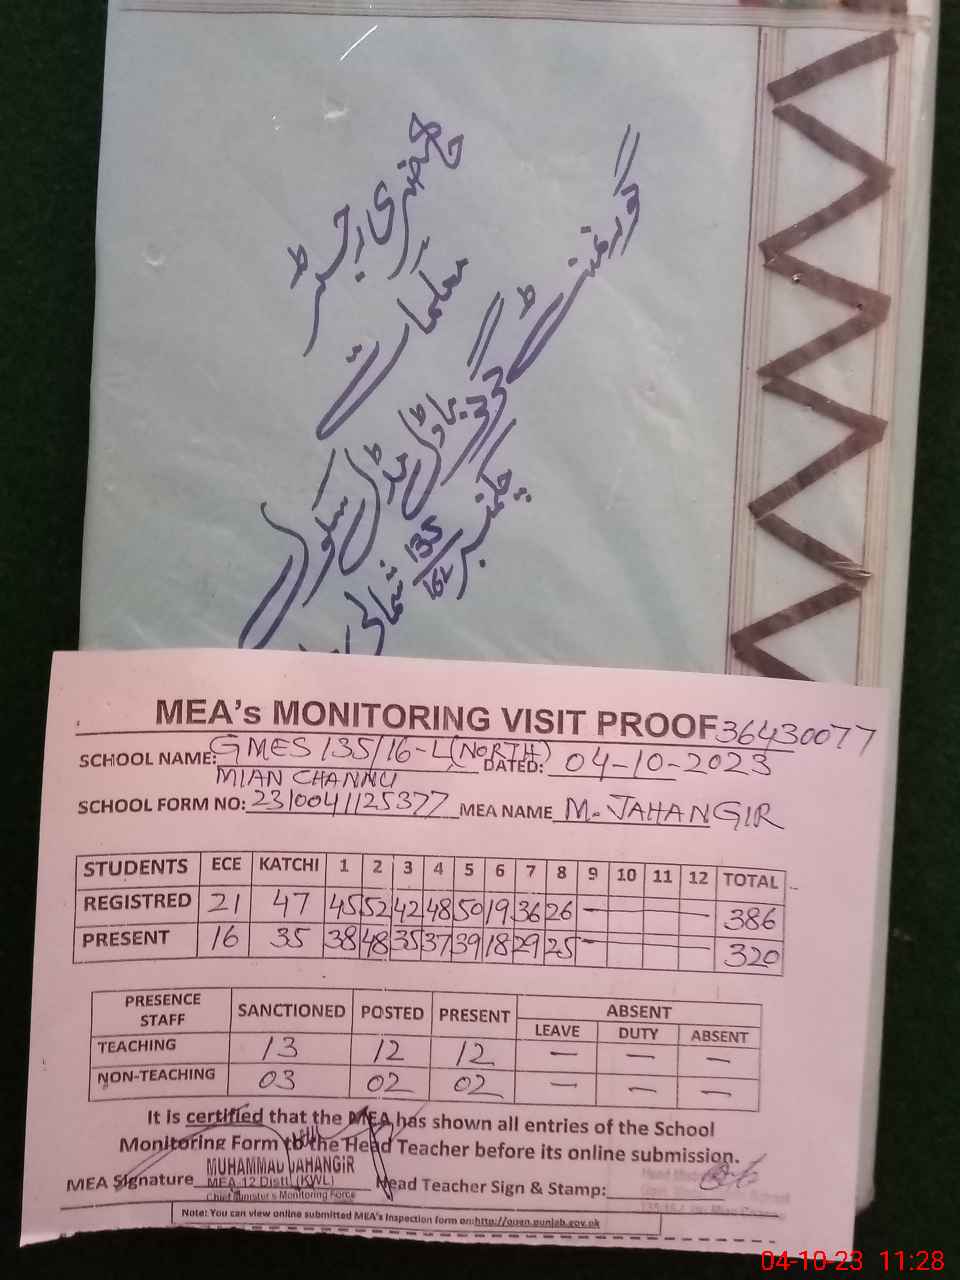 حاضری رجسٹر
معلمات
گورنمنٹ
گرلز ماڈل مڈل سکول
چکنمبر 135/16L شمالی
MEA's MONITORING VISIT PROOF 36430077
SCHOOL NAME: GMES 135/16-L (NORTH) DATED: 04-10-2023
MIAN CHANNU
SCHOOL FORM NO: 2310041125377 MEA NAME M. JAHANGIR
STUDENTS ECE KATCHI 1 2 3 4 5 6 7 8 9 10 11 12 TOTAL
REGISTRED 21 47 45 52 42 48 50 19 36 26 — 386
PRESENT 16 35 38 48 35 37 39 18 29 25 — 320
PRESENCE STAFF SANCTIONED POSTED PRESENT ABSENT
LEAVE DUTY ABSENT
TEACHING 13 12 12 — — —
NON-TEACHING 03 02 02 — — —
It is certified that the MEA has shown all entries of the School
Monitoring Form to the Head Teacher before its online submission.
MEA Signature Head Teacher Sign & Stamp:
MUHAMMAD JAHANGIR
MEA 12 Distt. (KWL)
Chief Minister's Monitoring Force
Note: You can view online submitted MEA's Inspection form on:http://open.punjab.gov.pk
04-10-23 11:28